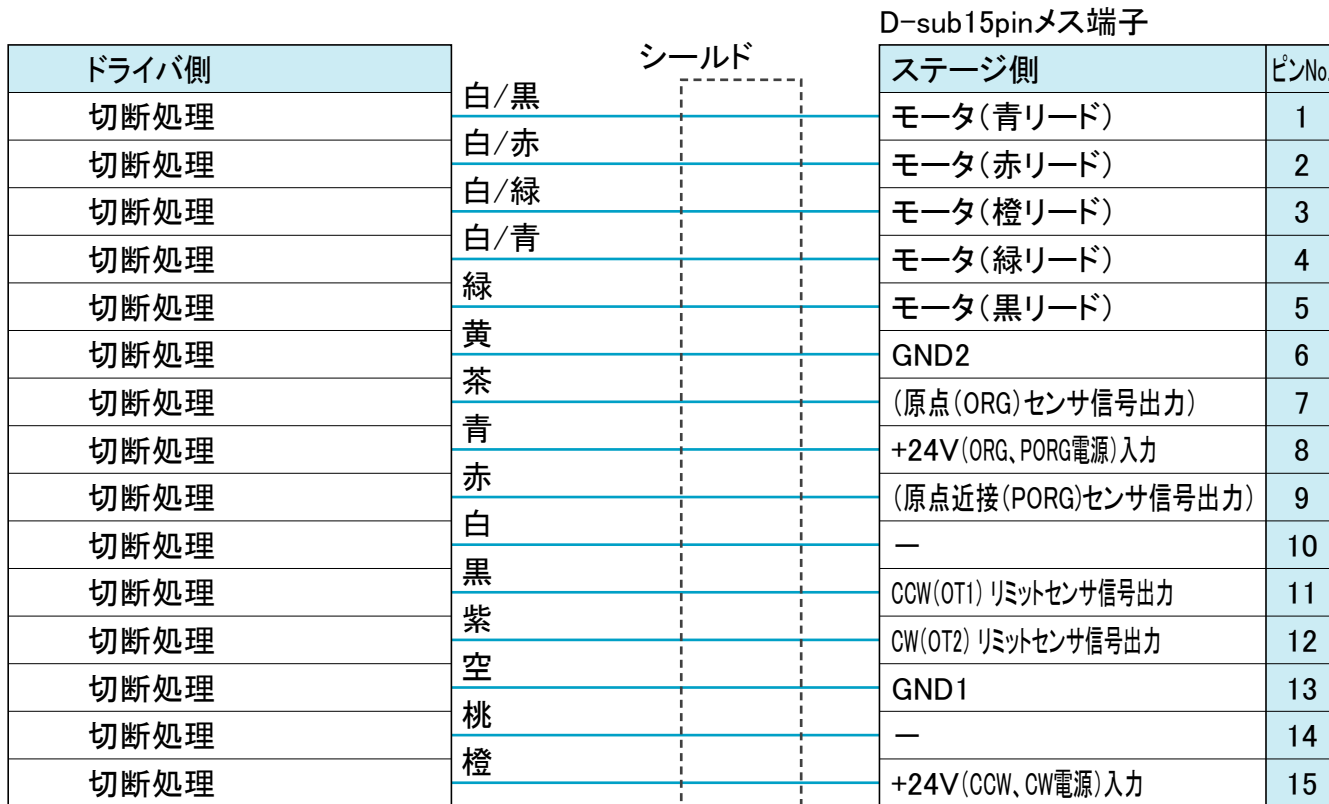 D-sub15pinメス端子
ドライバ側 シールド ステージ側 ピンNo.
切断処理 白/黒 モータ(青リード) 1
切断処理 白/赤 モータ(赤リード) 2
切断処理 白/緑 モータ(橙リード) 3
切断処理 白/青 モータ(緑リード) 4
切断処理 緑 モータ(黒リード) 5
切断処理 黄 GND2 6
切断処理 茶 (原点(ORG)センサ信号出力) 7
切断処理 青 +24V(ORG、PORG電源)入力 8
切断処理 赤 (原点近接(PORG)センサ信号出力) 9
切断処理 白 — 10
切断処理 黒 CCW(OT1) リミットセンサ信号出力 11
切断処理 紫 CW(OT2) リミットセンサ信号出力 12
切断処理 空 GND1 13
切断処理 桃 — 14
切断処理 橙 +24V(CCW、CW電源)入力 15